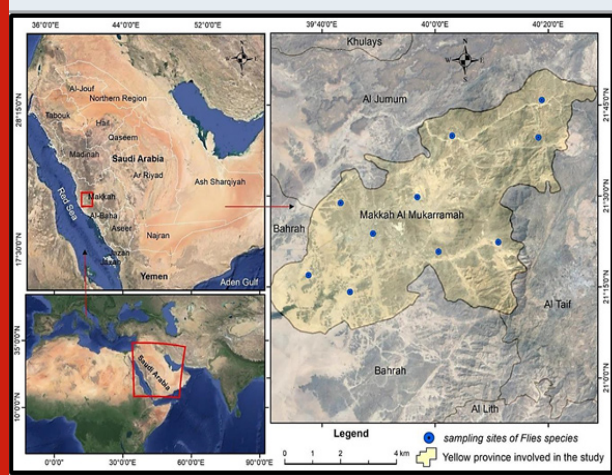 36°0'0"E 44°0'0"E 52°0'0"E
28°15'0"N
17°30'0"N
N
W E
S
Al-Jouf
Northern Region
Tabouk
Hail
Qaseem
Madinah
Saudi Arabia
Ar Riyad
Ash Sharqiyah
Makkah
Red Sea
Al-Baha
Aseer
Najran
Jazan
Yemen
Aden Gulf
35°0'0"N
10°0'0"N
Saudi Arabia
0°0'0" 30°0'0"E 60°0'0"E 90°0'0"E
39°40'0"E 40°0'0"E 40°20'0"E
21°45'0"N
21°30'0"N
21°15'0"N
21°0'0"N
N
W E
S
Khulays
Al Jumum
Makkah Al Mukarramah
Bahrah
Al Taif
Bahrah
Al Lith
Legend
0 1 2 4 km
sampling sites of Flies species
Yellow province involved in the study